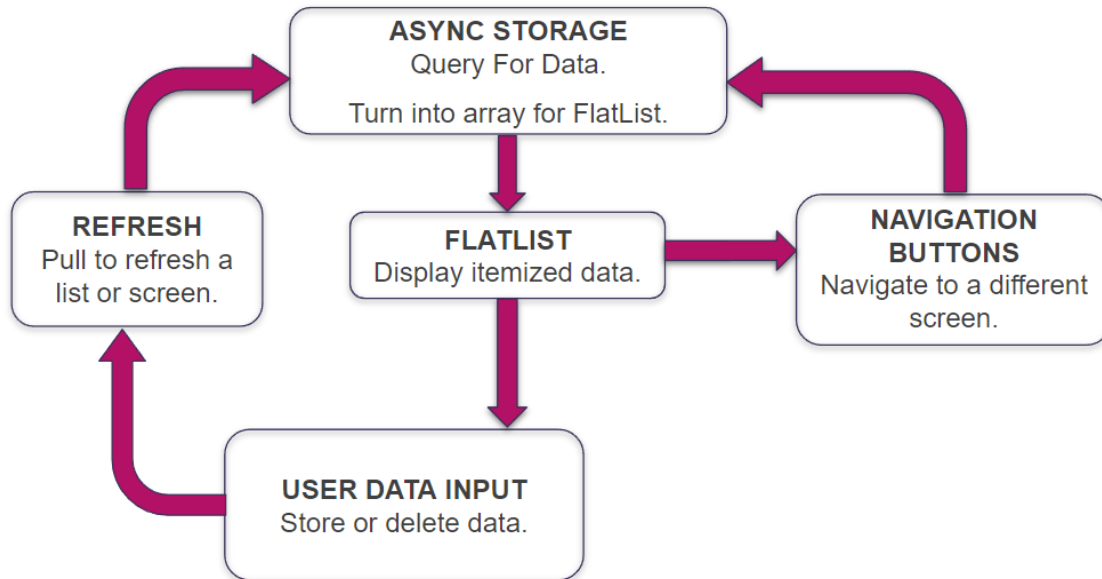 ASYNC STORAGE
Query For Data.
Turn into array for FlatList.
REFRESH
Pull to refresh a
list or screen.
FLATLIST
Display itemized data.
NAVIGATION
BUTTONS
Navigate to a different
screen.
USER DATA INPUT
Store or delete data.